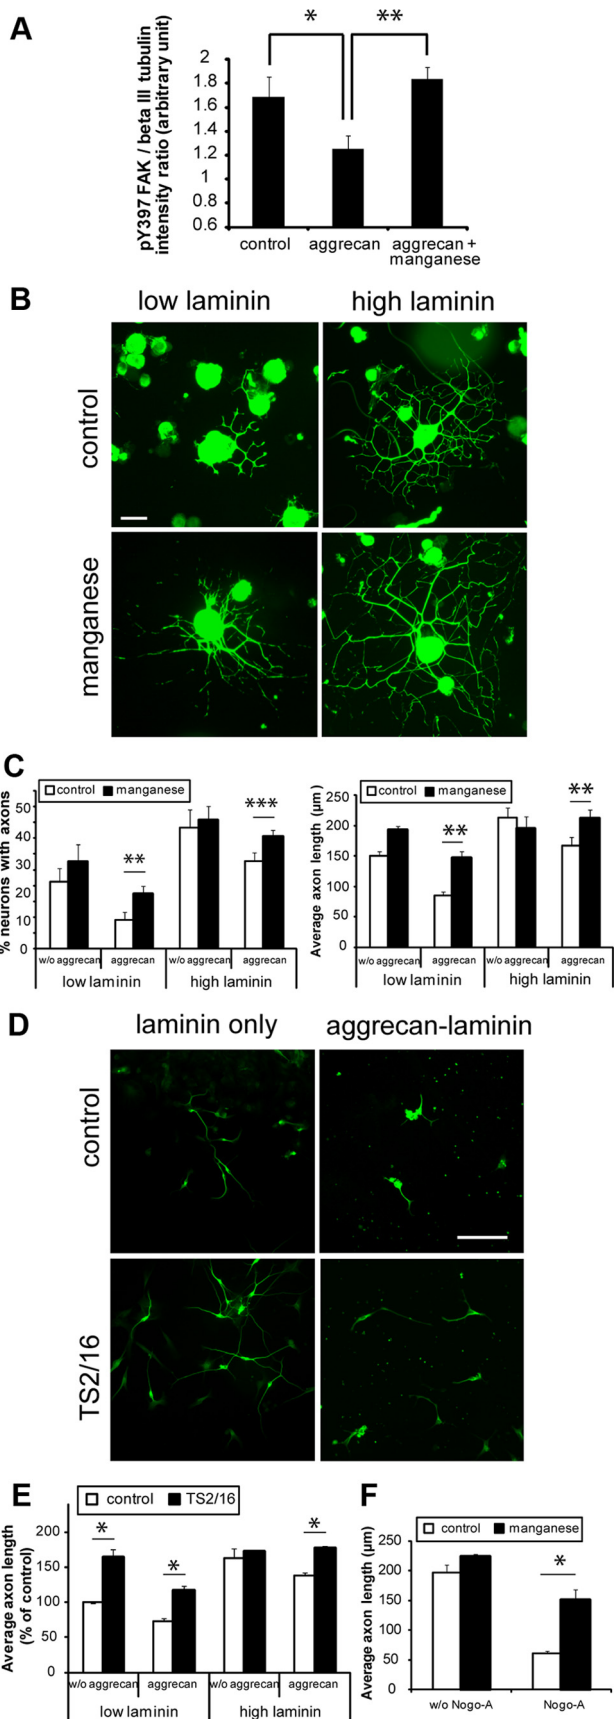 A
* **
pY397 FAK / beta III tubulin
intensity ratio (arbitrary unit)
2
1.8
1.6
1.4
1.2
1
0.8
0.6
control aggrecan aggrecan +
manganese
B
low laminin high laminin
control
manganese
C
control manganese
% neurons with axons
50
40
30
20
10
0
** ***
w/o aggrecan aggrecan w/o aggrecan aggrecan
low laminin high laminin
control manganese
Average axon length (μm)
250
200
150
100
50
0
** **
w/o aggrecan aggrecan w/o aggrecan aggrecan
low laminin high laminin
D
laminin only aggrecan-laminin
control
TS2/16
E
control TS2/16
Average axon length
(% of control)
200
150
100
50
0
* * *
w/o aggrecan aggrecan w/o aggrecan aggrecan
low laminin high laminin
F
control manganese
Average axon length (μm)
250
200
150
100
50
0
*
w/o Nogo-A Nogo-A